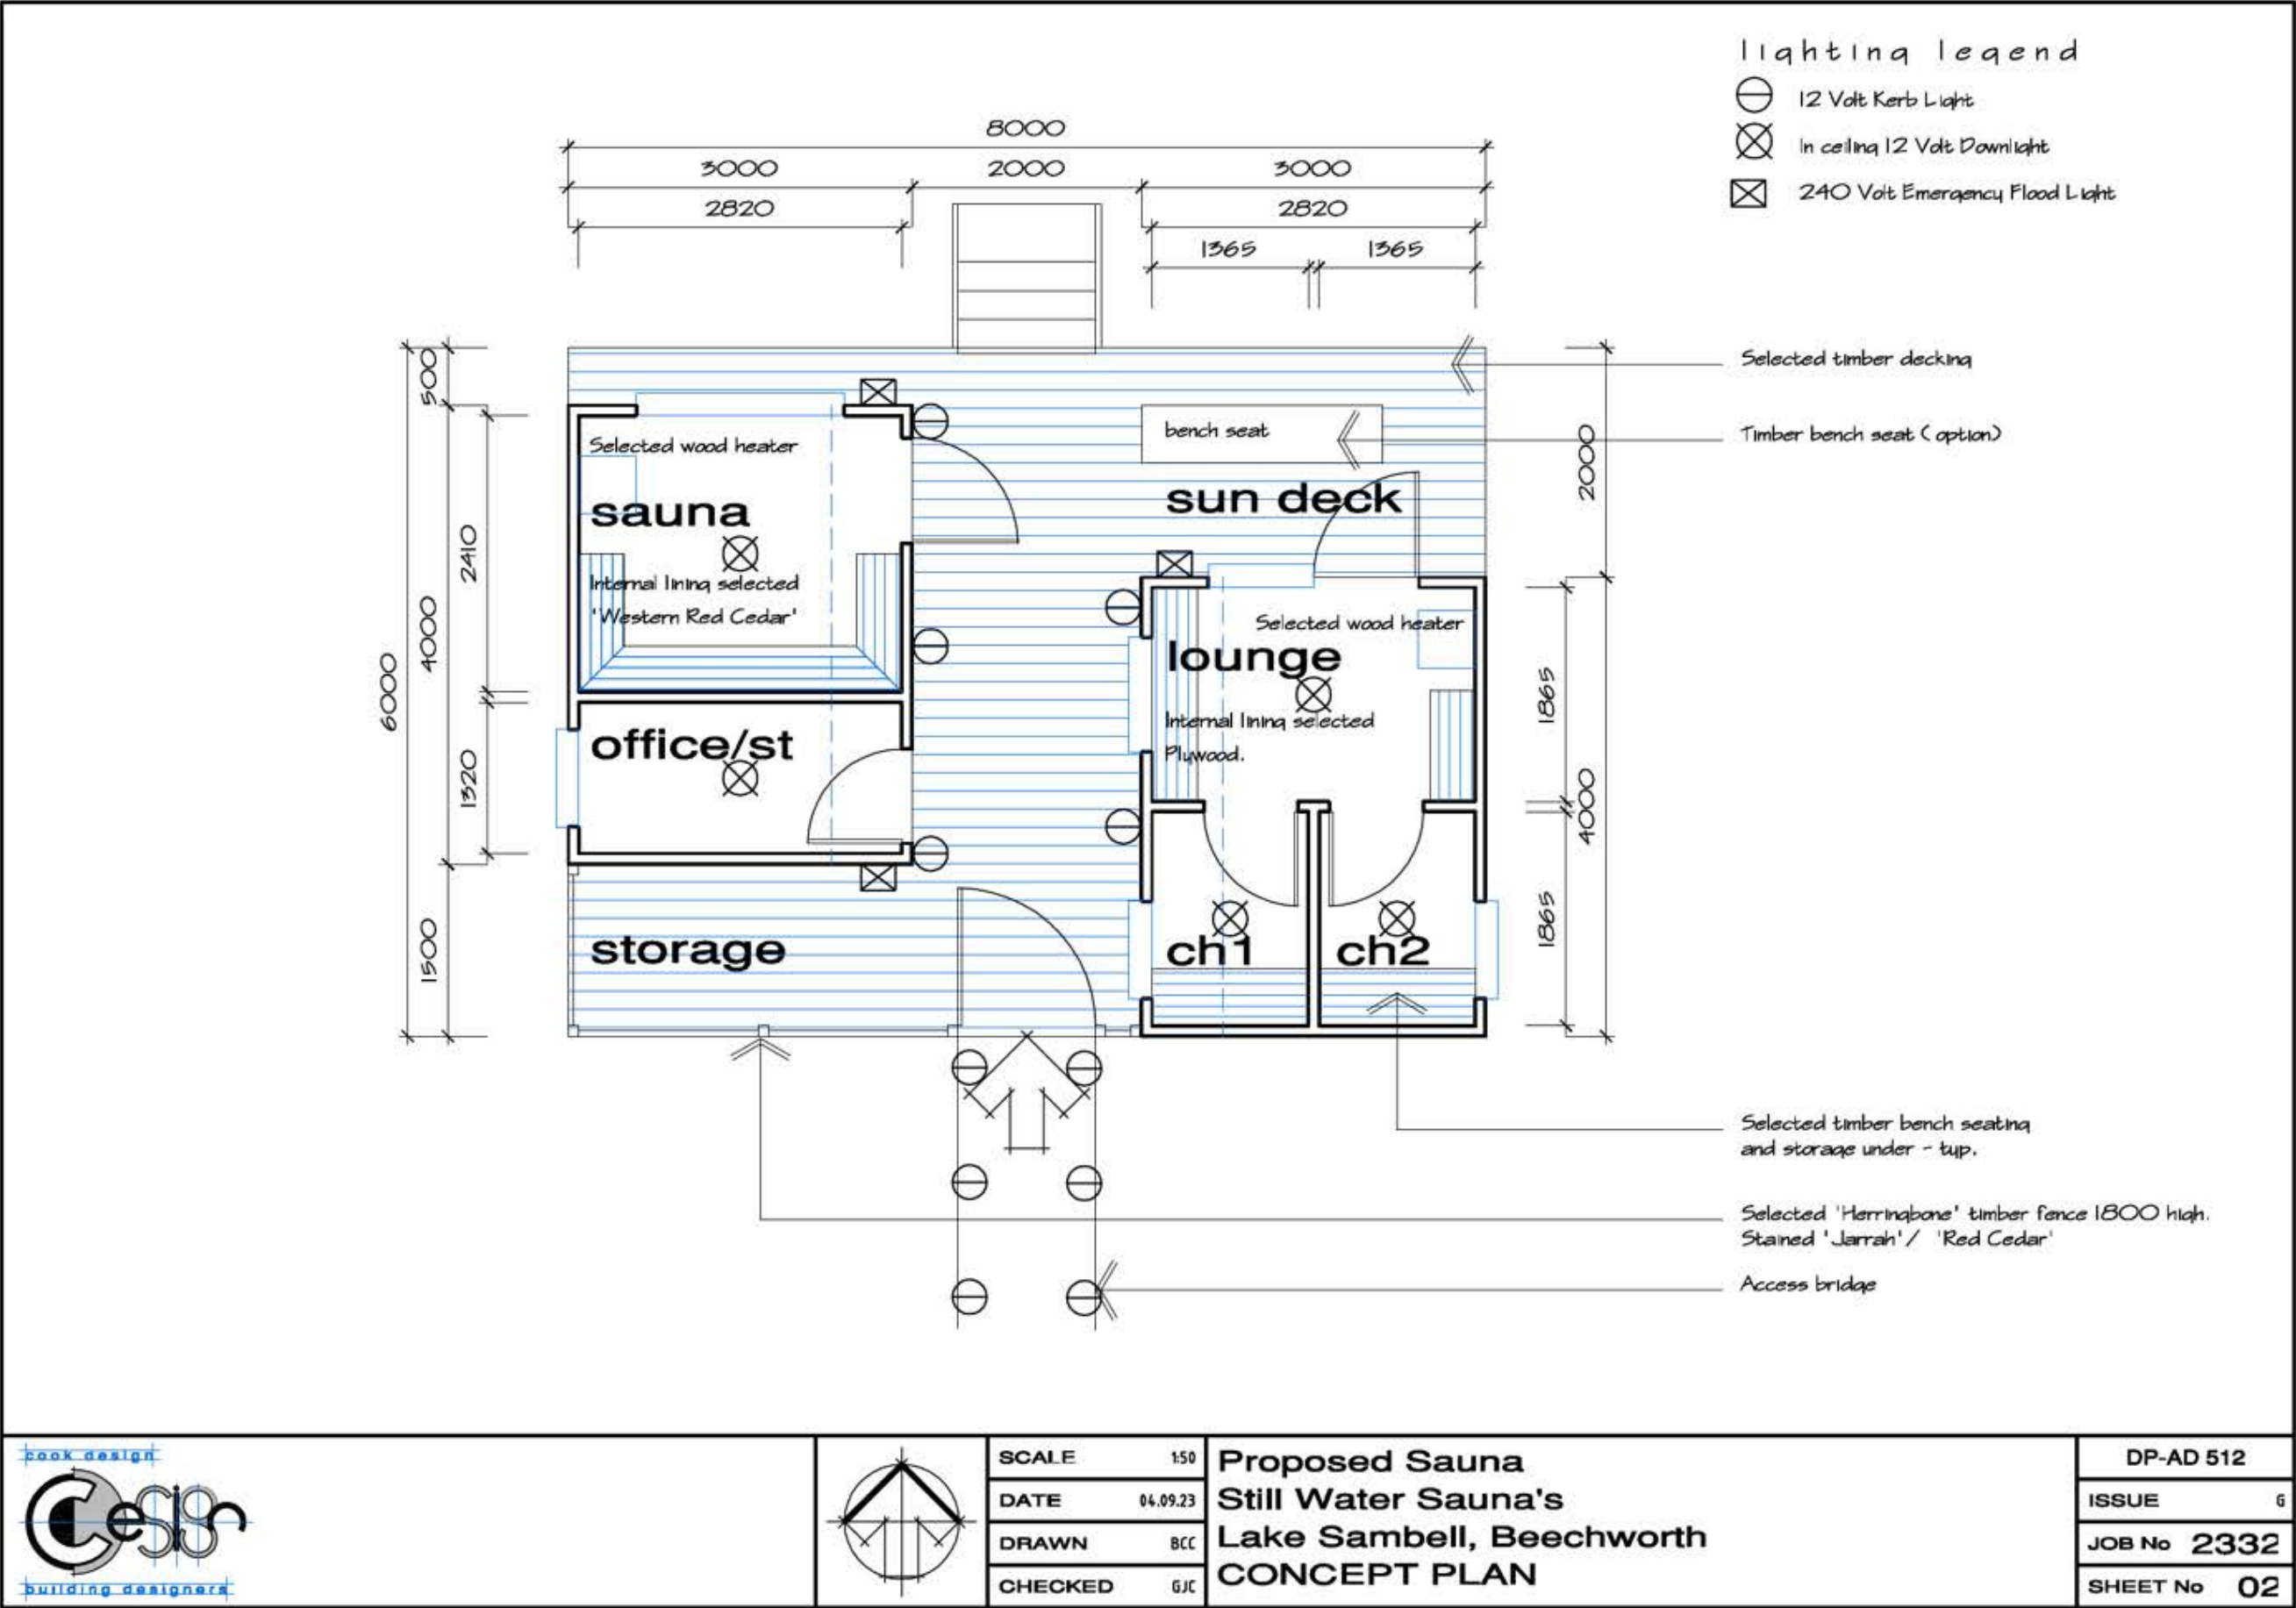 lighting legend
12 Volt Kerb Light
In ceiling 12 Volt Downlight
240 Volt Emergency Flood Light
8000
3000 2000 3000
2820 2820
1365 1365
500
2410
4000
6000
1320
1500
2000
1865
4000
1865
Selected timber decking
Timber bench seat ( option)
bench seat
sun deck
Selected wood heater
sauna
Internal lining selected
'Western Red Cedar'
office/st
storage
Selected wood heater
lounge
Internal lining selected
Plywood.
ch1
ch2
Selected timber bench seating
and storage under - typ.
Selected 'Herringbone' timber fence 1800 high.
Stained 'Jarrah'/ 'Red Cedar'
Access bridge
cook design
Cesign
building designers
SCALE 1:50
DATE 04.09.23
DRAWN BCC
CHECKED GJC
Proposed Sauna
Still Water Sauna's
Lake Sambell, Beechworth
CONCEPT PLAN
DP-AD 512
ISSUE G
JOB No 2332
SHEET No 02